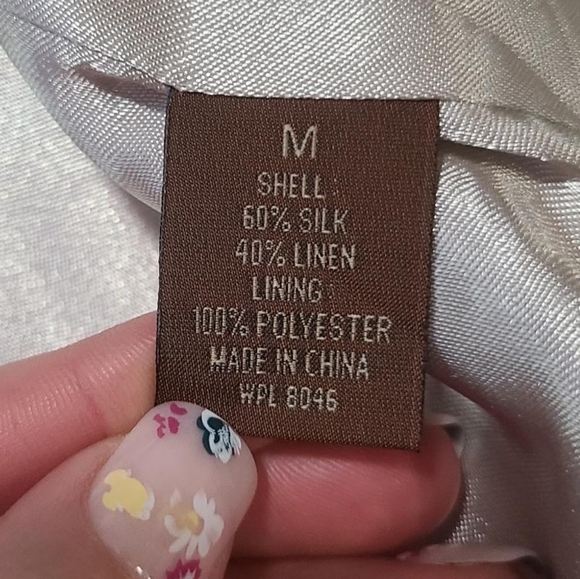 M
SHELL:
60% SILK
40% LINEN
LINING:
100% POLYESTER
MADE IN CHINA
WPL 8046